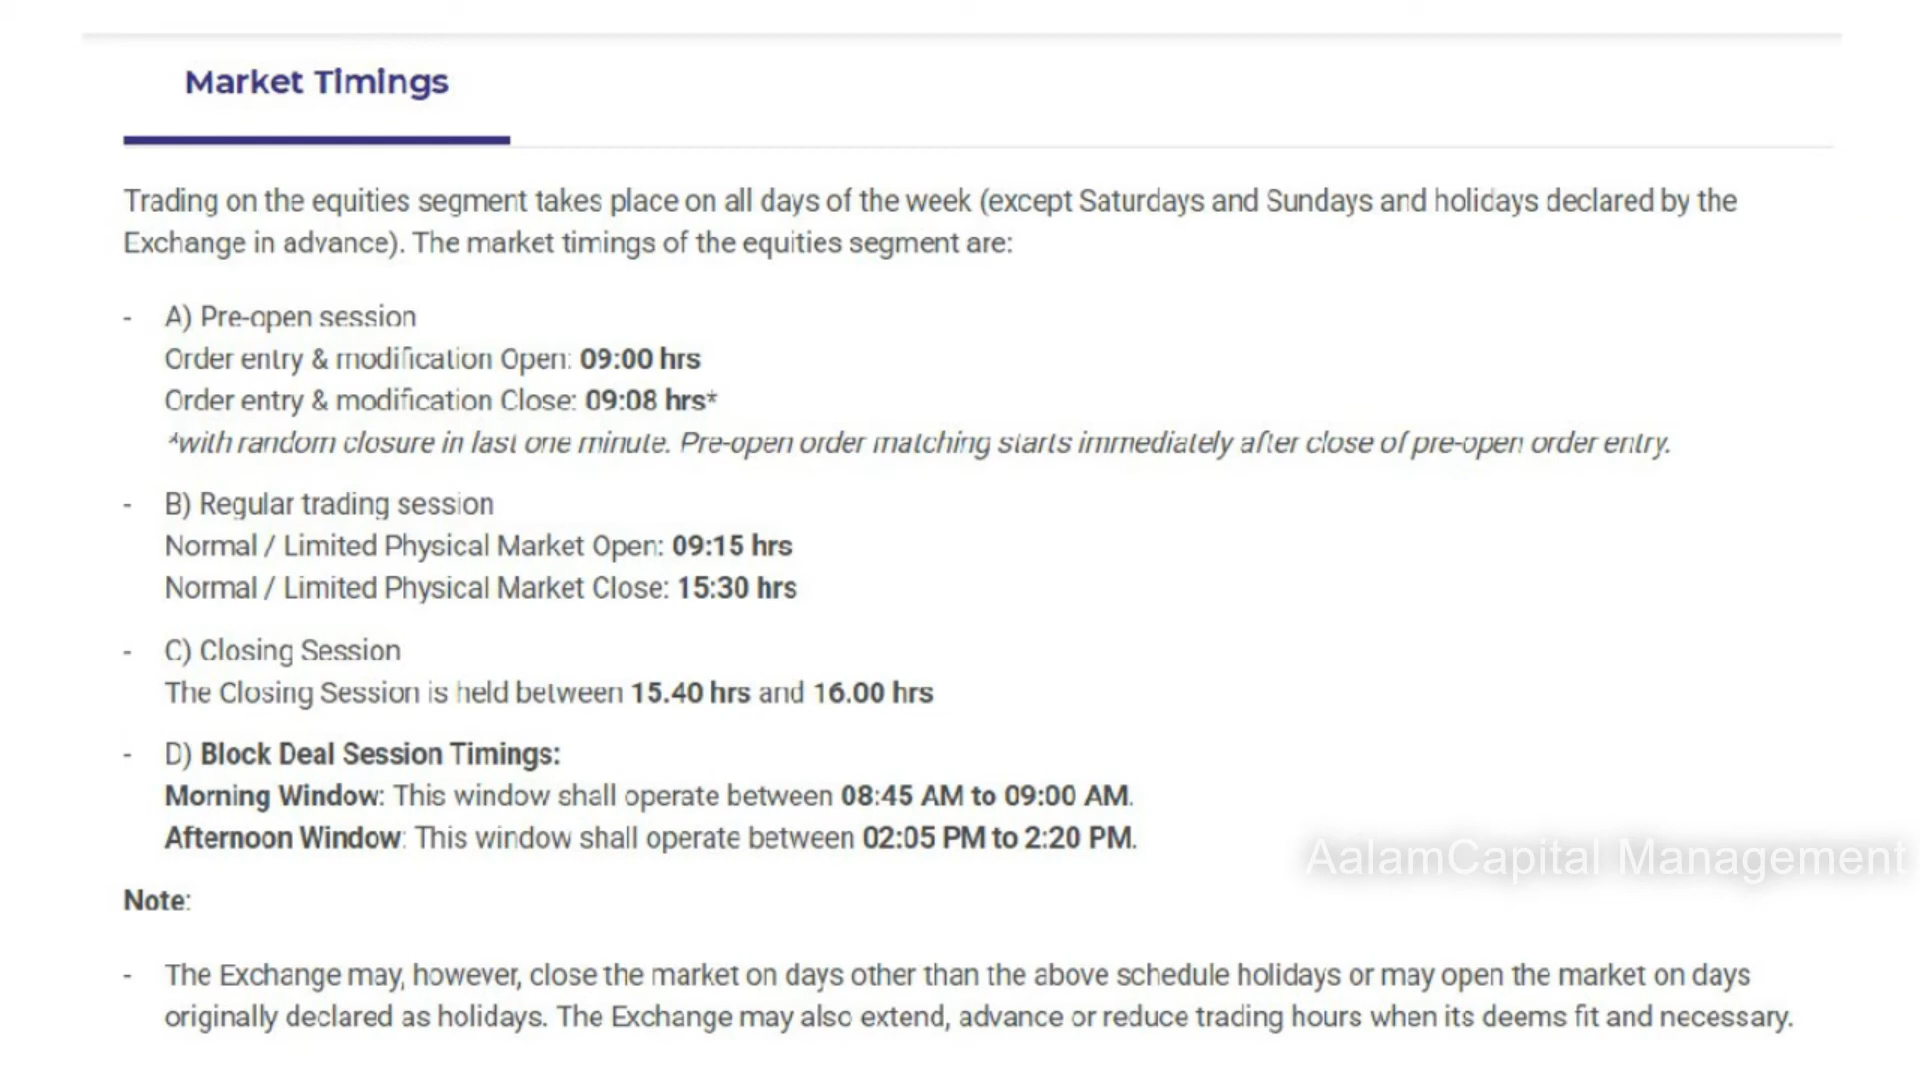 Market Timings
Trading on the equities segment takes place on all days of the week (except Saturdays and Sundays and holidays declared by the
Exchange in advance). The market timings of the equities segment are:
- A) Pre-open session
Order entry & modification Open: 09:00 hrs
Order entry & modification Close: 09:08 hrs*
*with random closure in last one minute. Pre-open order matching starts immediately after close of pre-open order entry.
- B) Regular trading session
Normal / Limited Physical Market Open: 09:15 hrs
Normal / Limited Physical Market Close: 15:30 hrs
- C) Closing Session
The Closing Session is held between 15.40 hrs and 16.00 hrs
- D) Block Deal Session Timings:
Morning Window: This window shall operate between 08:45 AM to 09:00 AM.
Afternoon Window: This window shall operate between 02:05 PM to 2:20 PM.
AalamCapital Management
Note:
- The Exchange may, however, close the market on days other than the above schedule holidays or may open the market on days
originally declared as holidays. The Exchange may also extend, advance or reduce trading hours when its deems fit and necessary.